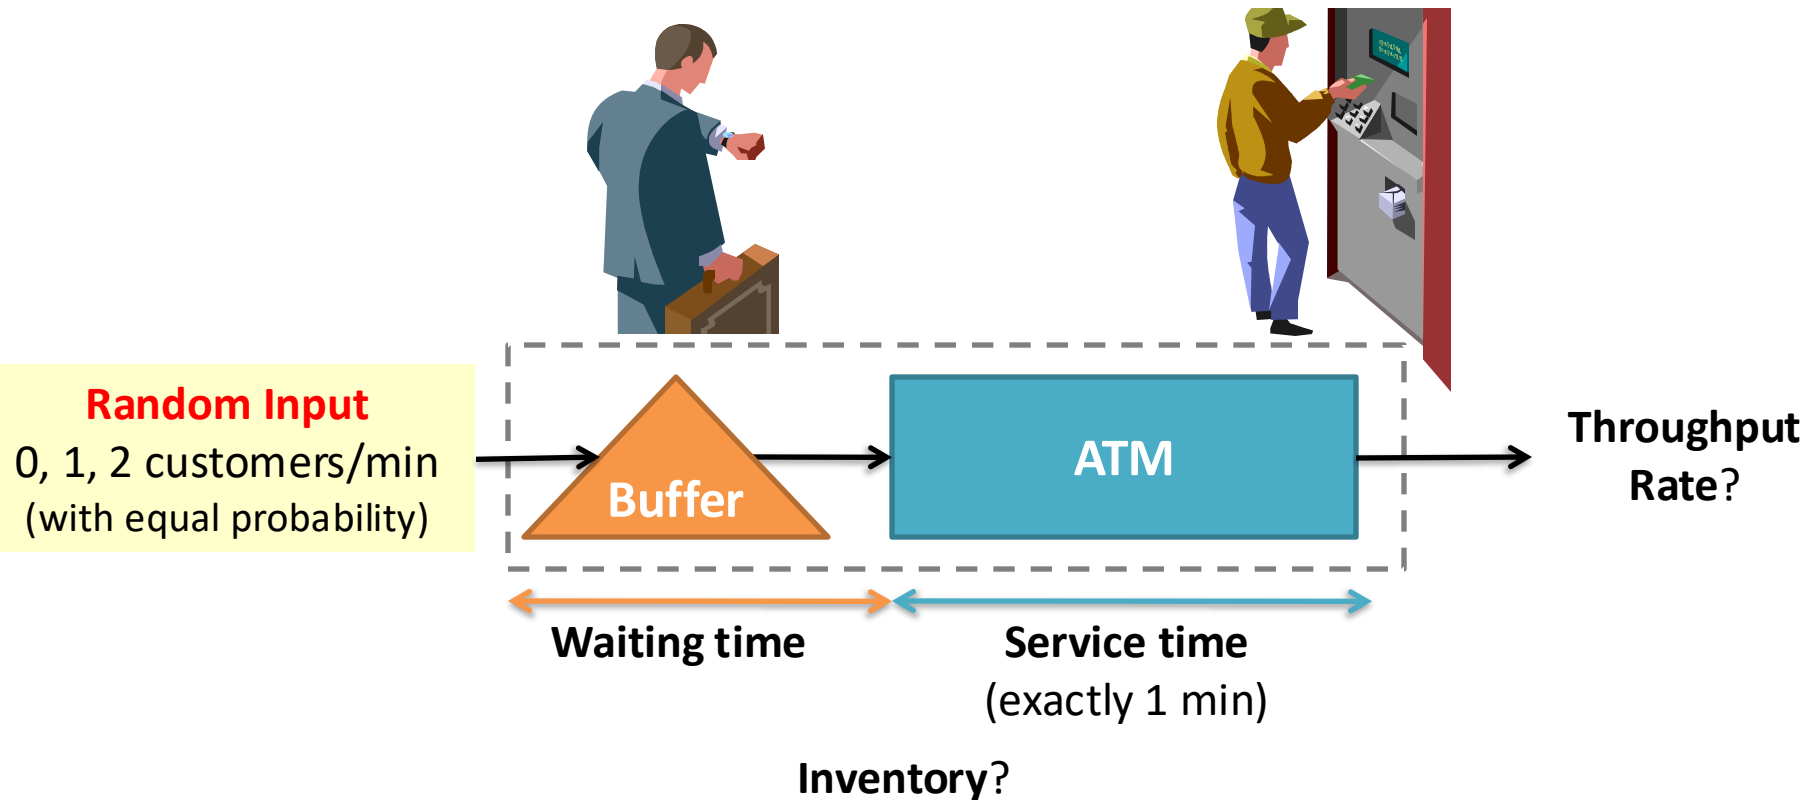 Random Input
0, 1, 2 customers/min
(with equal probability)
Buffer
ATM
Throughput
Rate?
Waiting time
Service time
(exactly 1 min)
Inventory?